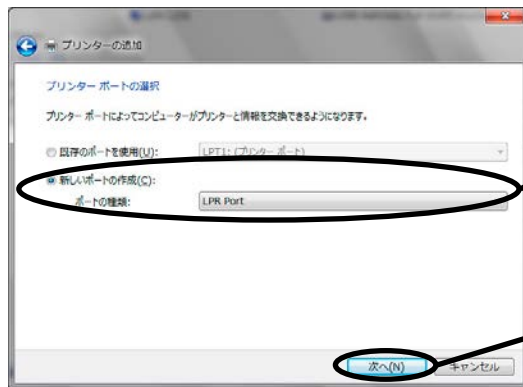 プリンターの追加
プリンター ポートの選択
プリンター ポートによってコンピューターがプリンターと情報を交換できるようになります。
既存のポートを使用(U): LPT1: (プリンター ポート)
新しいポートの作成(C):
ポートの種類: LPR Port
次へ(N) キャンセル